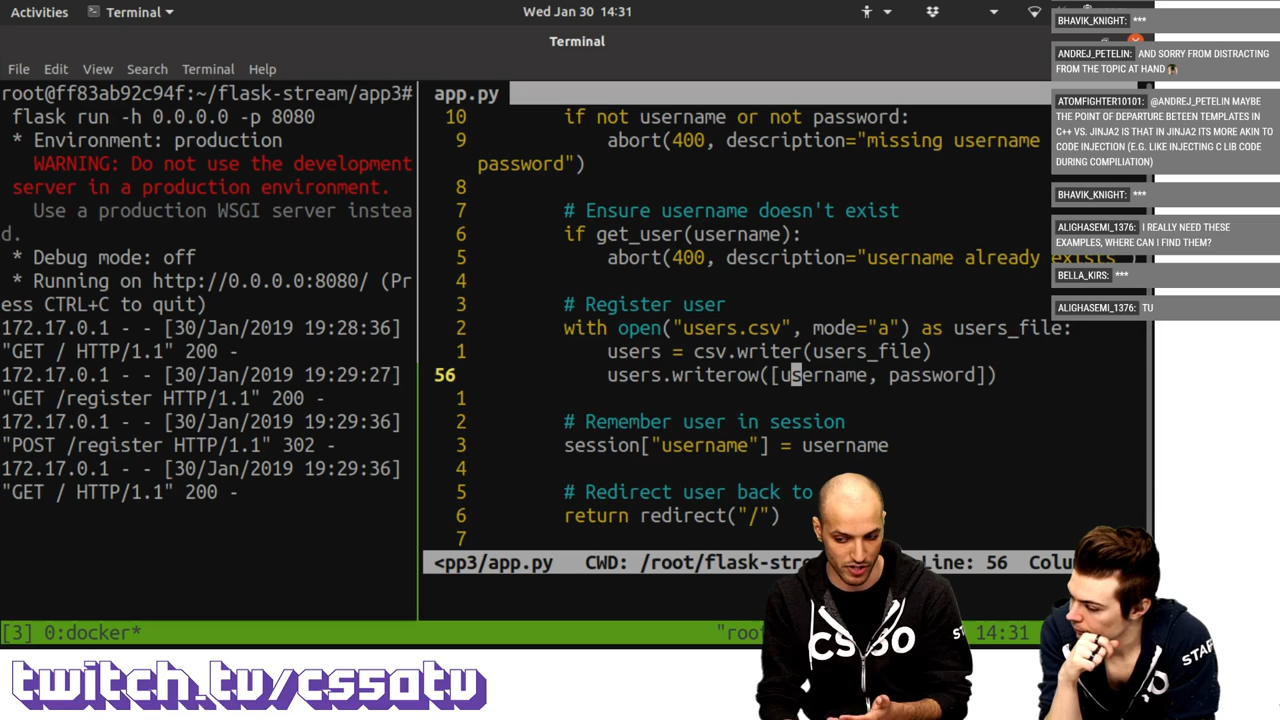 Activities Terminal Wed Jan 30 14:31
Terminal
File Edit View Search Terminal Help
root@ff83ab92c94f:~/flask-stream/app3#
flask run -h 0.0.0.0 -p 8080
* Environment: production
WARNING: Do not use the development
server in a production environment.
Use a production WSGI server instea
d.
* Debug mode: off
* Running on http://0.0.0.0:8080/ (Pr
ess CTRL+C to quit)
172.17.0.1 - - [30/Jan/2019 19:28:36]
"GET / HTTP/1.1" 200 -
172.17.0.1 - - [30/Jan/2019 19:29:27]
"GET /register HTTP/1.1" 200 -
172.17.0.1 - - [30/Jan/2019 19:29:36]
"POST /register HTTP/1.1" 302 -
172.17.0.1 - - [30/Jan/2019 19:29:36]
"GET / HTTP/1.1" 200 -
app.py
10 if not username or not password:
9 abort(400, description="missing username
password")
8
7 # Ensure username doesn't exist
6 if get_user(username):
5 abort(400, description="username already exists")
4
3 # Register user
2 with open("users.csv", mode="a") as users_file:
1 users = csv.writer(users_file)
56 users.writerow([username, password])
1
2 # Remember user in session
3 session["username"] = username
4
5 # Redirect user back to
6 return redirect("/")
7
<pp3/app.py CWD: /root/flask-stre Line: 56 Colu
[3] 0:docker* "roo 14:31
BHAVIK_KNIGHT: ***
ANDREJ_PETELIN: AND SORRY FROM DISTRACTING
FROM THE TOPIC AT HAND
ATOMFIGHTER10101: @ANDREJ_PETELIN MAYBE
THE POINT OF DEPARTURE BETEEN TEMPLATES IN
C++ VS. JINJA2 IS THAT IN JINJA2 ITS MORE AKIN TO
CODE INJECTION (E.G. LIKE INJECTING C LIB CODE
DURING COMPILIATION)
BHAVIK_KNIGHT: ***
ALIGHASEMI_1376: I REALLY NEED THESE
EXAMPLES, WHERE CAN I FIND THEM?
BELLA_KIRS: ***
ALIGHASEMI_1376: TU
CS50
STAF
STAF
twitch.tv/cs50tv